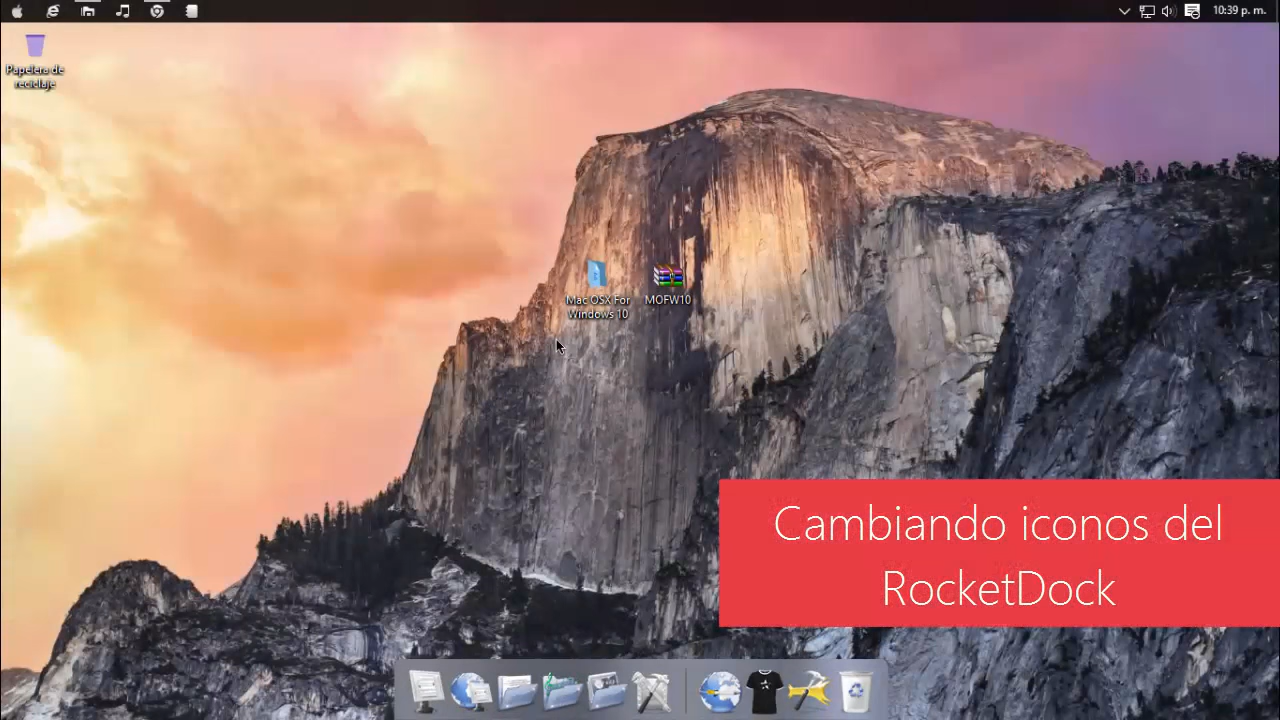 10:39 p. m.
Papelera de
reciclaje
Mac OSX For
Windows 10
MOFW10
Cambiando iconos del
RocketDock